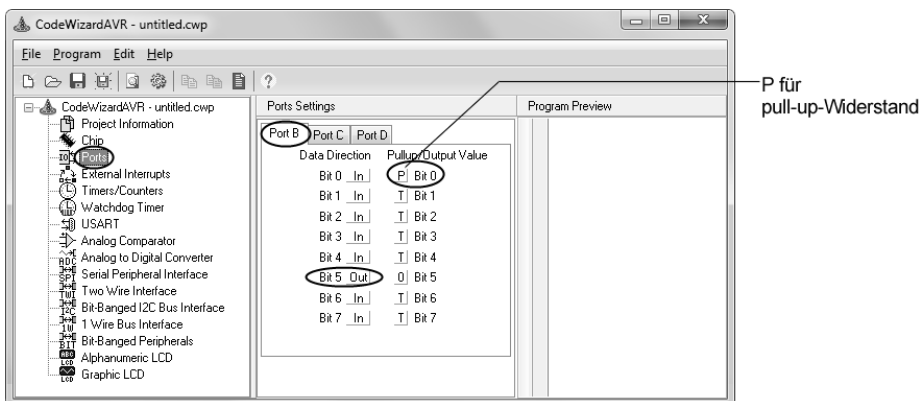 CodeWizardAVR - untitled.cwp
File Program Edit Help
CodeWizardAVR - untitled.cwp
Project Information
Chip
Ports
External Interrupts
Timers/Counters
Watchdog Timer
USART
Analog Comparator
Analog to Digital Converter
Serial Peripheral Interface
Two Wire Interface
Bit-Banged I2C Bus Interface
1 Wire Bus Interface
Bit-Banged Peripherals
Alphanumeric LCD
Graphic LCD
Ports Settings
Port B Port C Port D
Data Direction Pullup/Output Value
Bit 0 In P Bit 0
Bit 1 In T Bit 1
Bit 2 In T Bit 2
Bit 3 In T Bit 3
Bit 4 In T Bit 4
Bit 5 Out 0 Bit 5
Bit 6 In T Bit 6
Bit 7 In T Bit 7
Program Preview
P für
pull-up-Widerstand